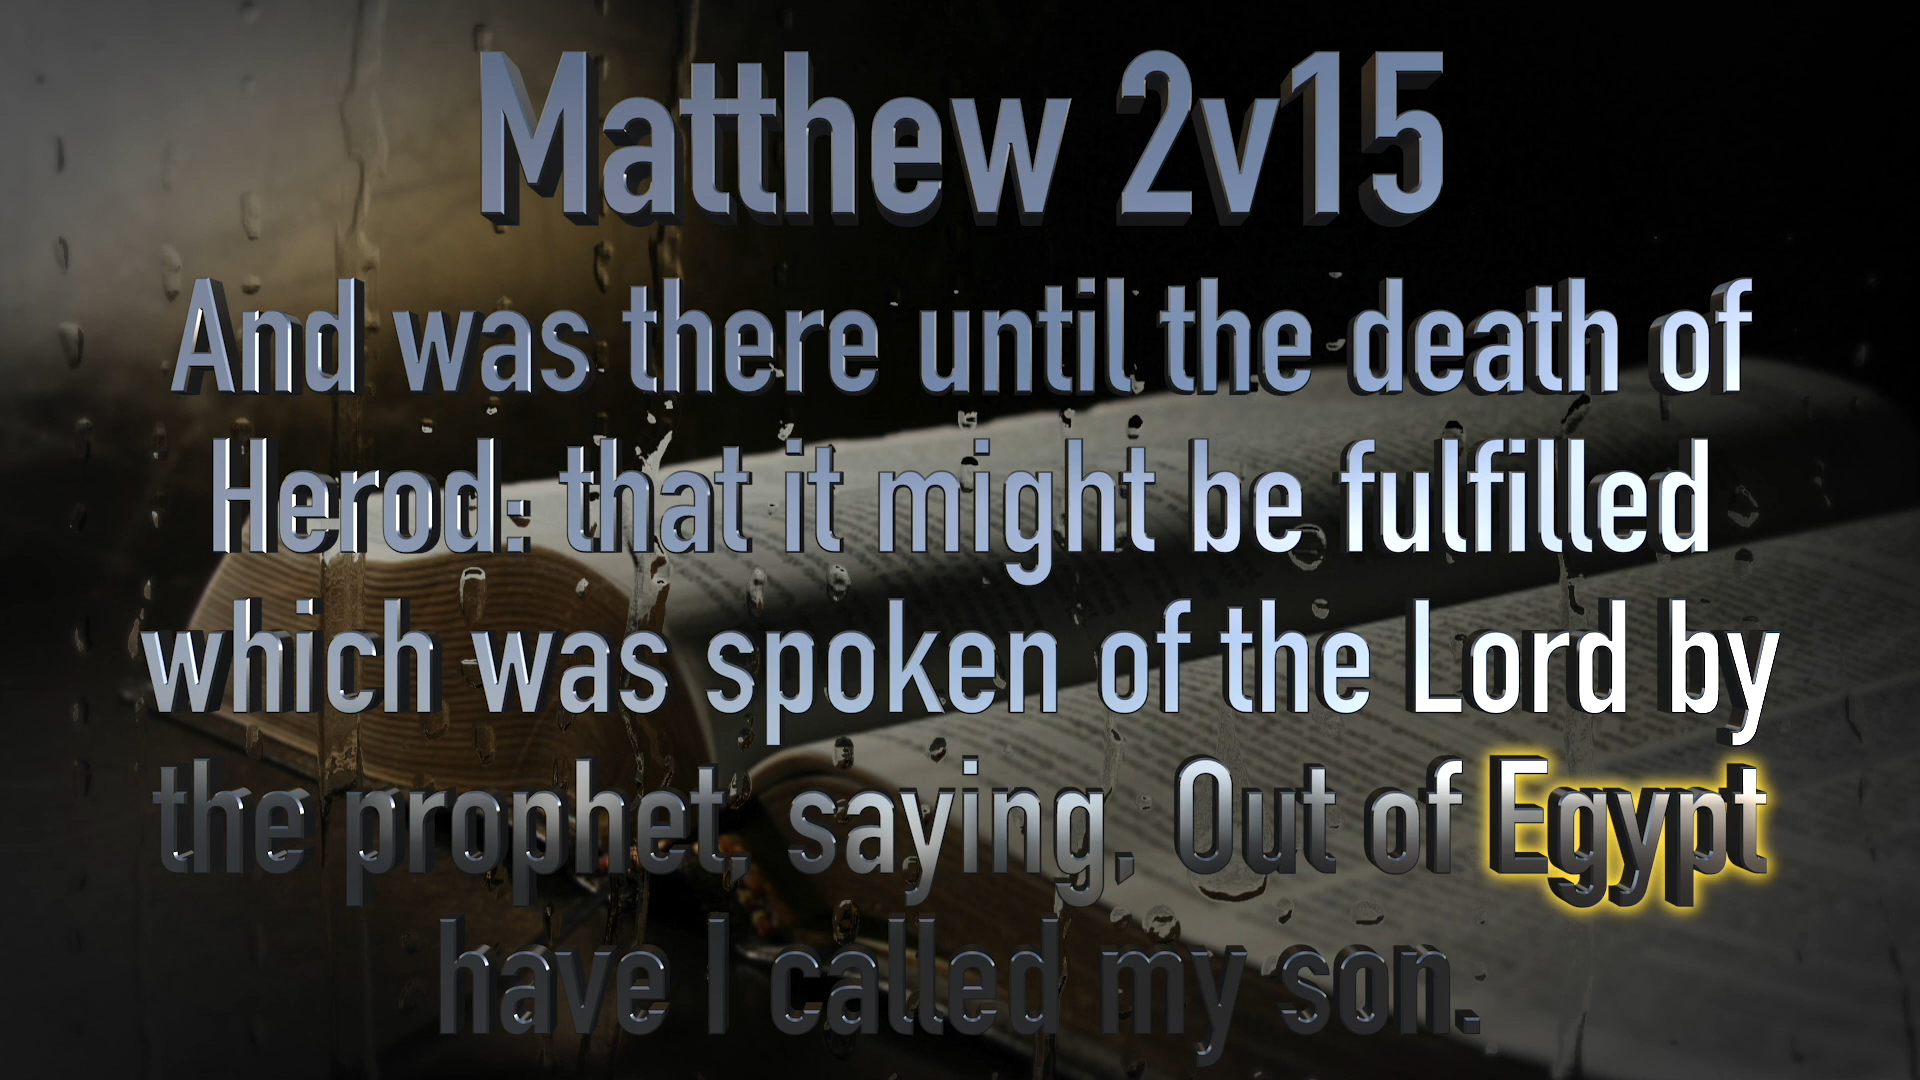 Matthew 2v15
And was there until the death of
Herod: that it might be fulfilled
which was spoken of the Lord by
the prophet, saying, Out of Egypt
have I called my son.